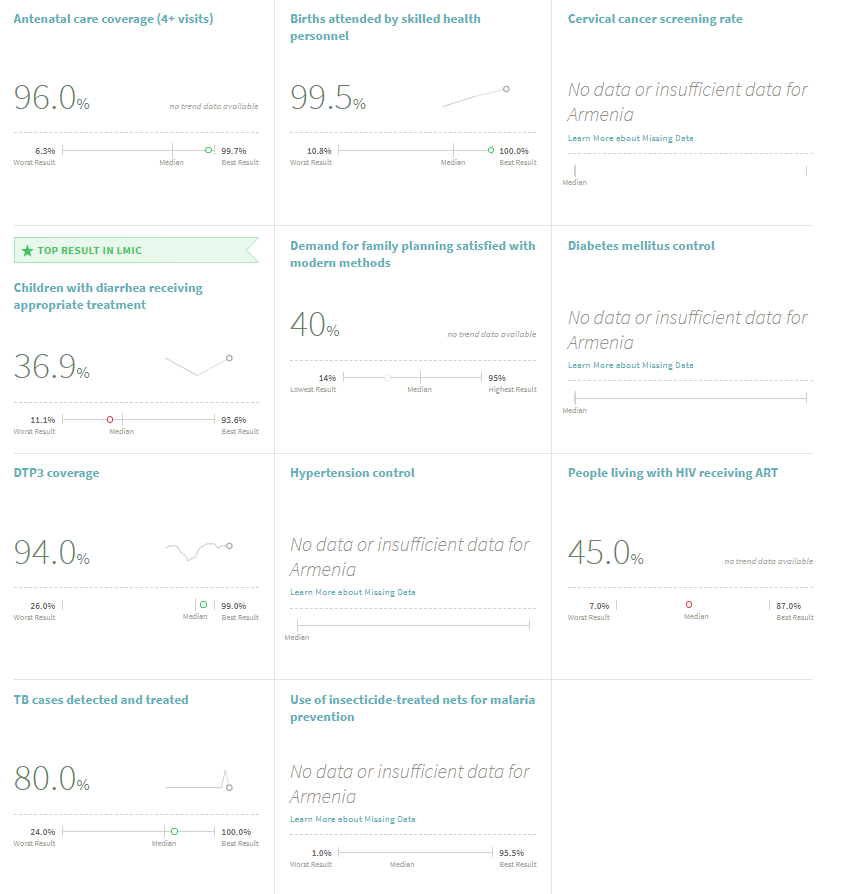 Antenatal care coverage (4+ visits)
96.0%
no trend data available
6.3%
Worst Result
Median
99.7%
Best Result
Births attended by skilled health
personnel
99.5%
10.8%
Worst Result
Median
100.0%
Best Result
Cervical cancer screening rate
No data or insufficient data for
Armenia
Learn More about Missing Data
Median
★ TOP RESULT IN LMIC
Children with diarrhea receiving
appropriate treatment
36.9%
11.1%
Worst Result
Median
93.6%
Best Result
Demand for family planning satisfied with
modern methods
40%
no trend data available
14%
Lowest Result
Median
95%
Highest Result
Diabetes mellitus control
No data or insufficient data for
Armenia
Learn More about Missing Data
Median
DTP3 coverage
94.0%
26.0%
Worst Result
Median
99.0%
Best Result
Hypertension control
No data or insufficient data for
Armenia
Learn More about Missing Data
Median
People living with HIV receiving ART
45.0%
no trend data available
7.0%
Worst Result
Median
87.0%
Best Result
TB cases detected and treated
80.0%
24.0%
Worst Result
Median
100.0%
Best Result
Use of insecticide-treated nets for malaria
prevention
No data or insufficient data for
Armenia
Learn More about Missing Data
1.0%
Worst Result
Median
95.5%
Best Result